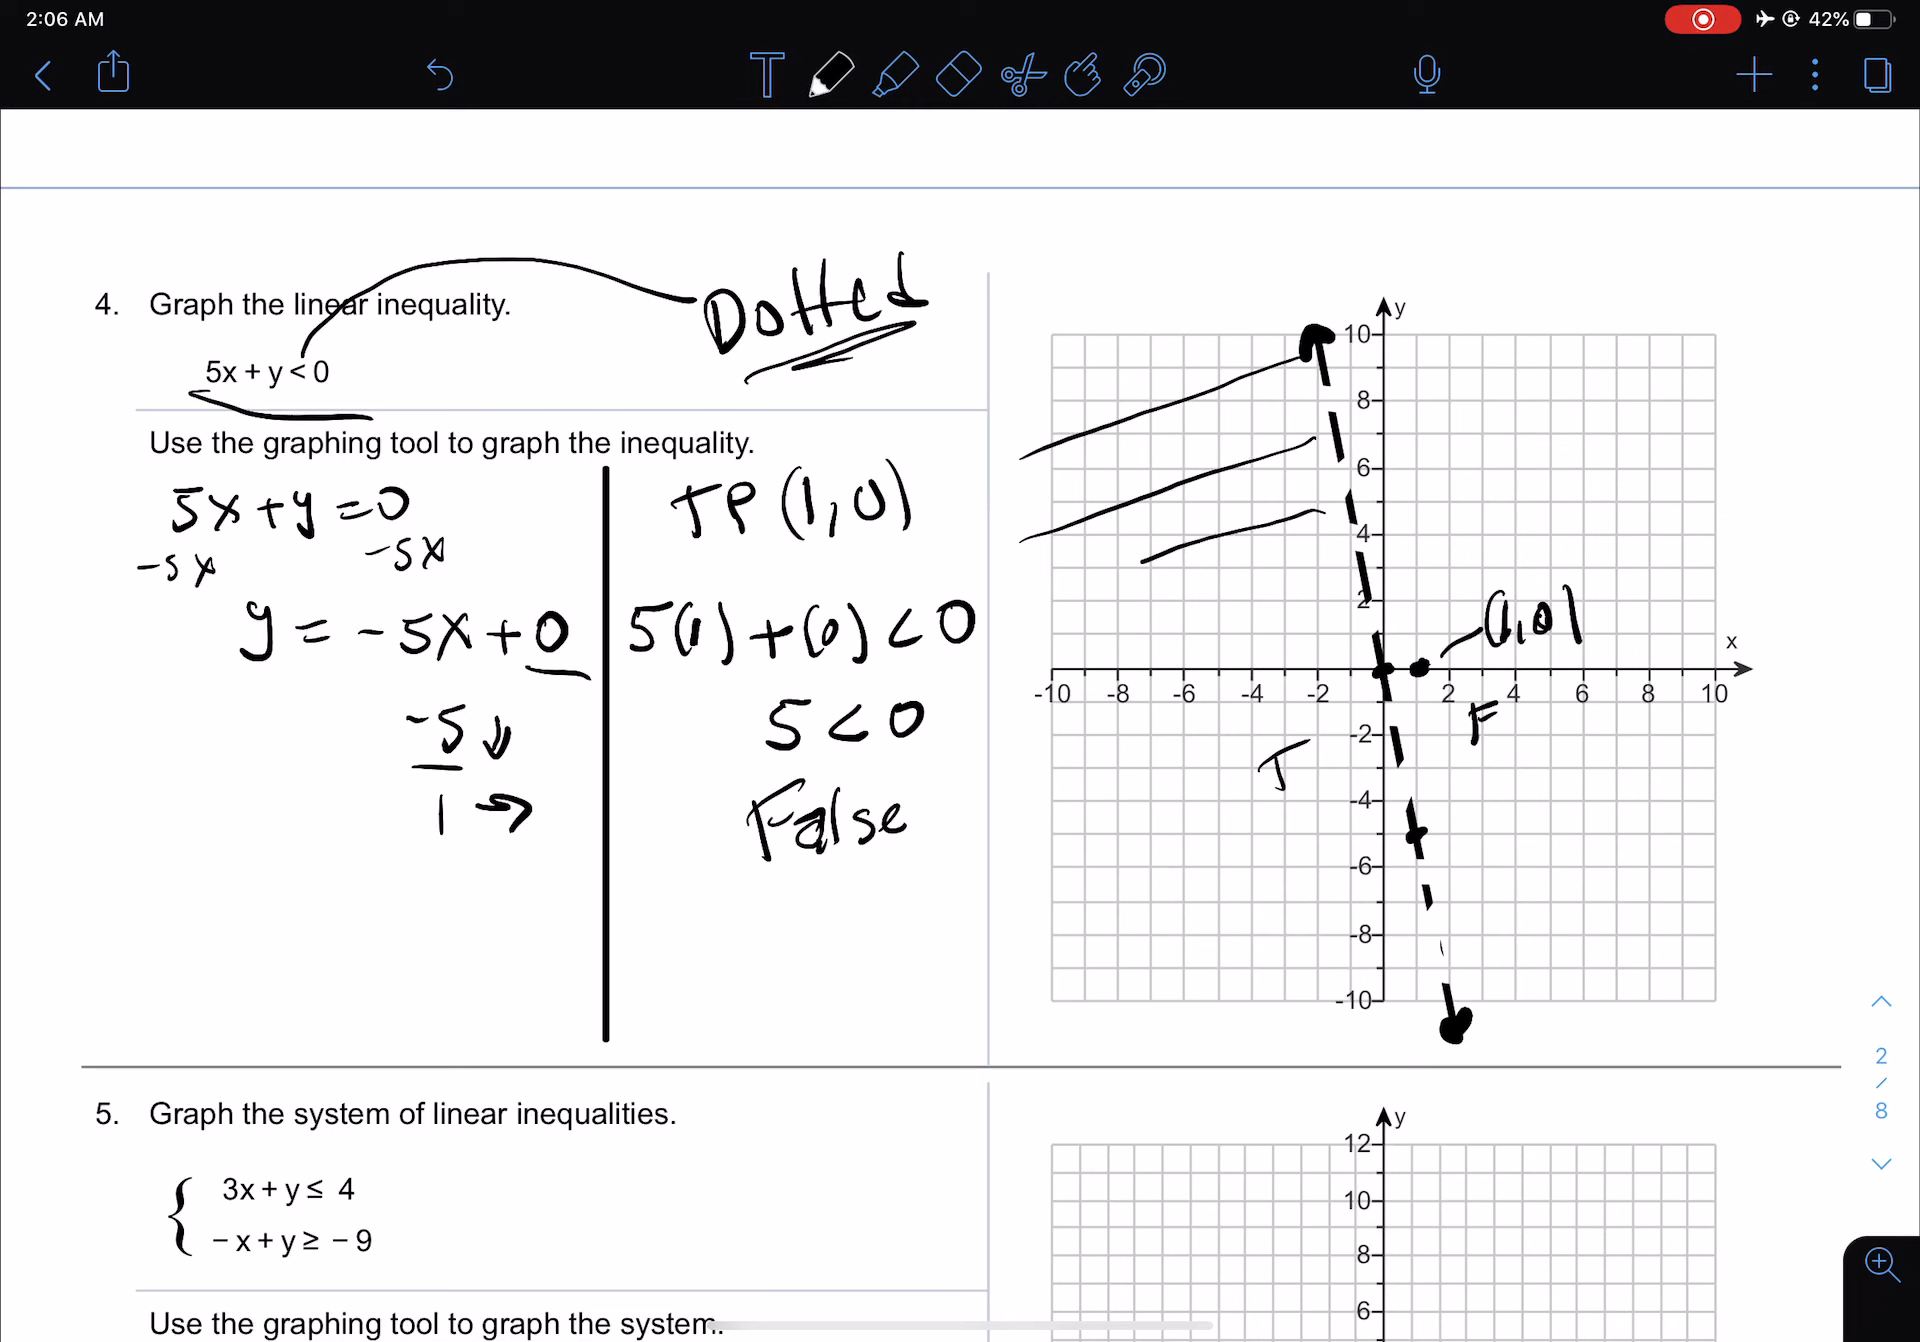 2:06 AM
42%
4. Graph the linear inequality.
5x + y < 0
Dotted
Use the graphing tool to graph the inequality.
5x + y = 0
-5x -5x
y = -5x + 0
-5 ↓
1 →
TP (1, 0)
5(1) + (0) < 0
5 < 0
False
y
10
8
6
4
2
(1, 0)
x
-10 -8 -6 -4 -2 2 4 6 8 10
F
T
-2
-4
-6
-8
-10
2
/
8
5. Graph the system of linear inequalities.
3x + y ≤ 4
- x + y ≥ - 9
Use the graphing tool to graph the system.
y
12
10
8
6